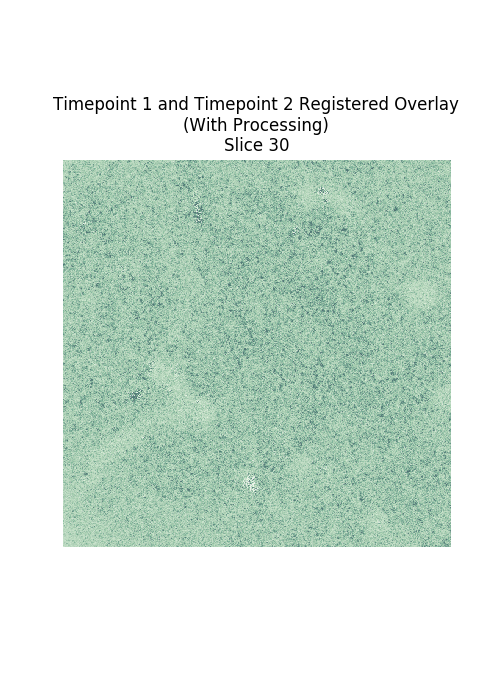 Timepoint 1 and Timepoint 2 Registered Overlay
(With Processing)
Slice 30